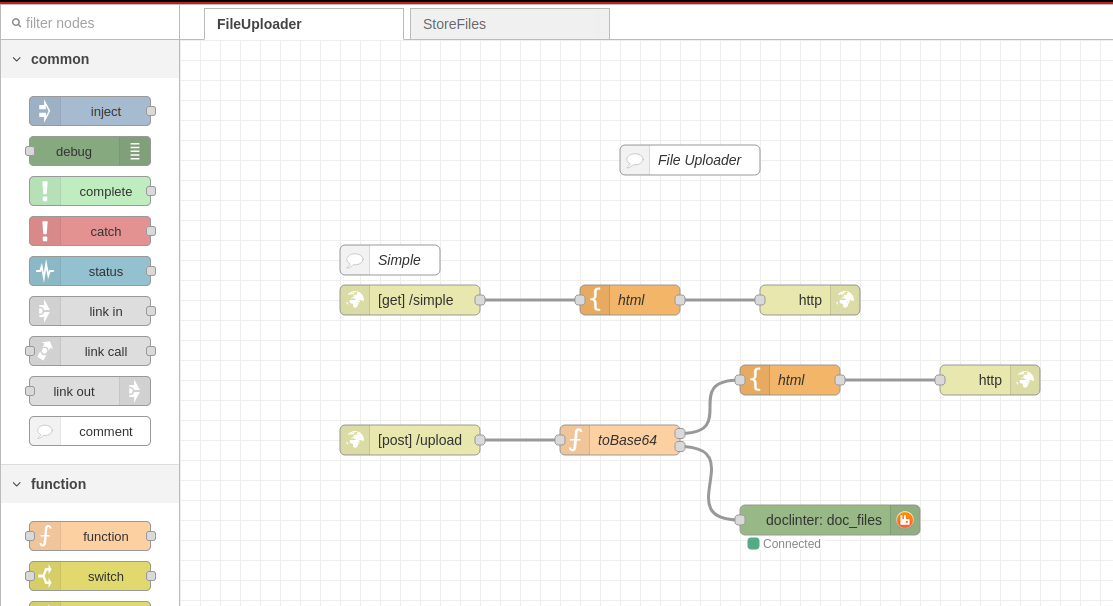 filter nodes
FileUploader
StoreFiles
common
inject
debug
complete
catch
status
link in
link call
link out
comment
function
function
switch
File Uploader
Simple
[get] /simple
html
http
html
http
[post] /upload
toBase64
doclinter: doc_files
Connected